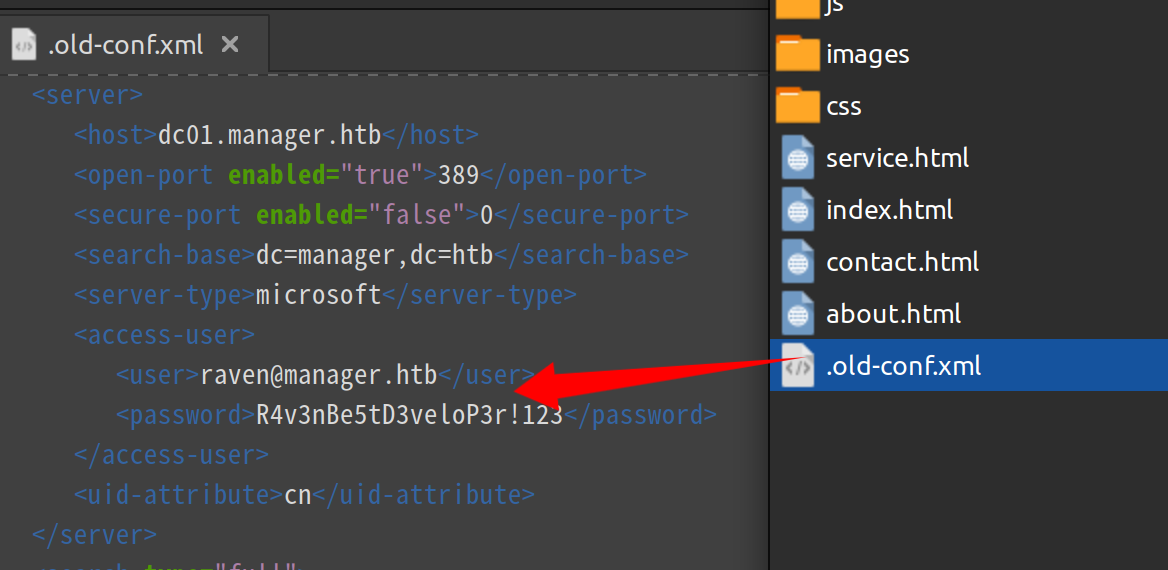 .old-conf.xml
<server>
<host>dc01.manager.htb</host>
<open-port enabled="true">389</open-port>
<secure-port enabled="false">0</secure-port>
<search-base>dc=manager,dc=htb</search-base>
<server-type>microsoft</server-type>
<access-user>
<user>raven@manager.htb</user>
<password>R4v3nBe5tD3veloP3r!123</password>
</access-user>
<uid-attribute>cn</uid-attribute>
</server>
js
images
css
service.html
index.html
contact.html
about.html
.old-conf.xml